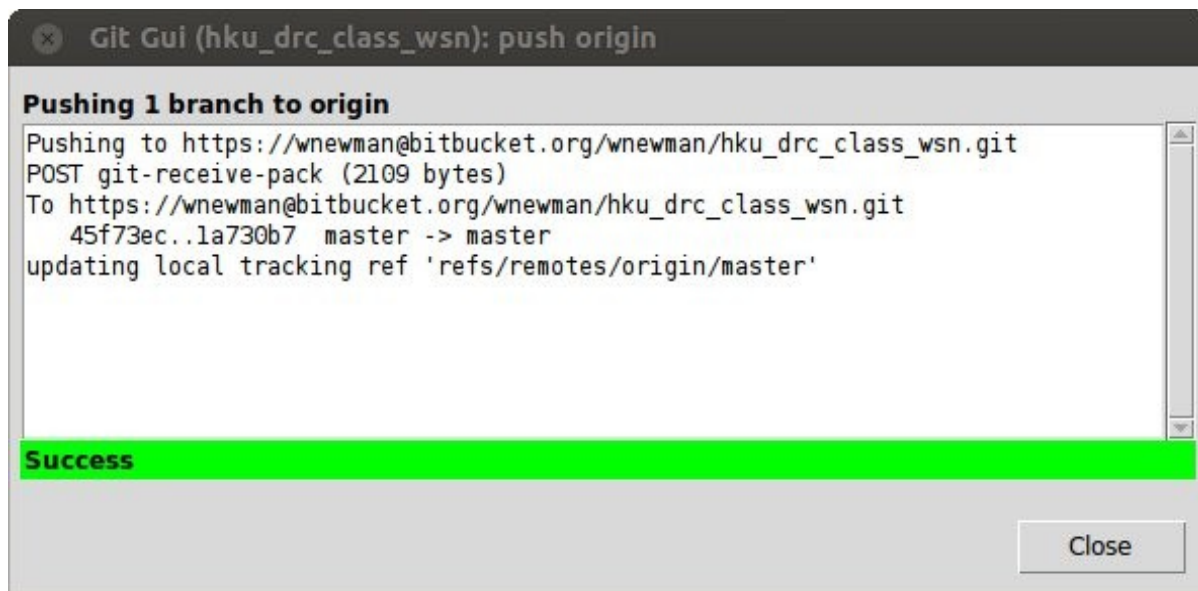 Git Gui (hku_drc_class_wsn): push origin
Pushing 1 branch to origin
Pushing to https://wnewman@bitbucket.org/wnewman/hku_drc_class_wsn.git
POST git-receive-pack (2109 bytes)
To https://wnewman@bitbucket.org/wnewman/hku_drc_class_wsn.git
45f73ec..1a730b7  master -> master
updating local tracking ref 'refs/remotes/origin/master'
Success
Close